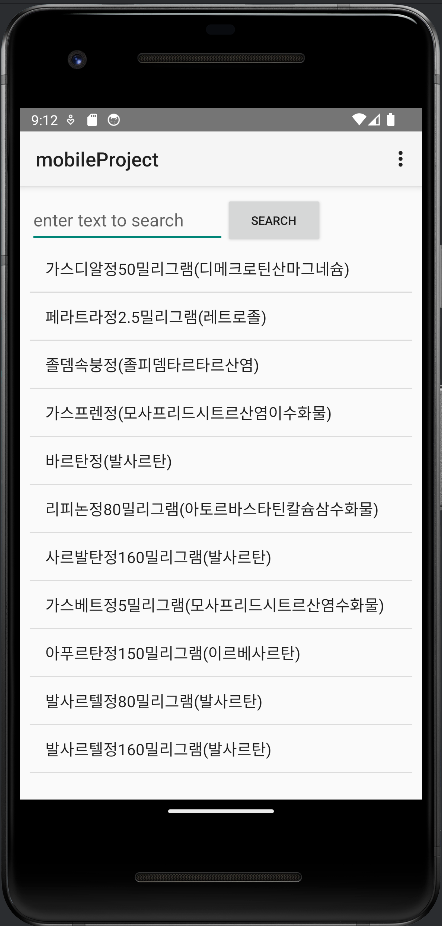 9:12
mobileProject
enter text to search
SEARCH
가스디알정50밀리그램(디메크로틴산마그네슘)
페라트라정2.5밀리그램(레트로졸)
졸뎀속붕정(졸피뎀타르타르산염)
가스프렌정(모사프리드시트르산염이수화물)
바르탄정(발사르탄)
리피논정80밀리그램(아토르바스타틴칼슘삼수화물)
사르발탄정160밀리그램(발사르탄)
가스베트정5밀리그램(모사프리드시트르산염수화물)
아푸르탄정150밀리그램(이르베사르탄)
발사르텔정80밀리그램(발사르탄)
발사르텔정160밀리그램(발사르탄)